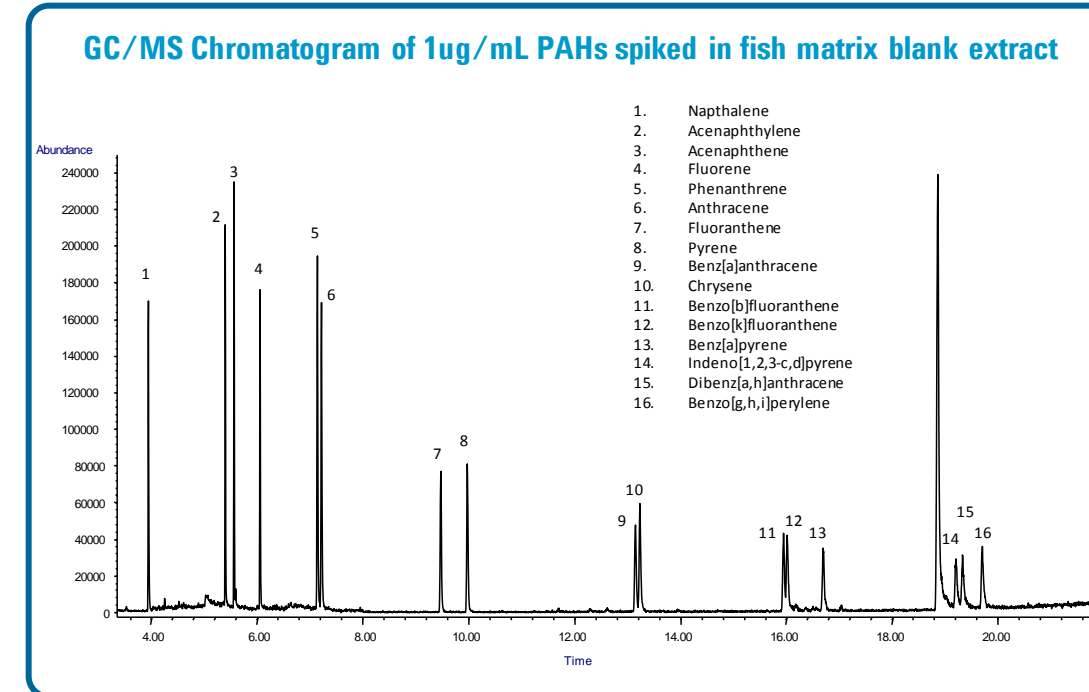 GC/MS Chromatogram of 1ug/mL PAHs spiked in fish matrix blank extract
1. Napthalene
2. Acenaphthylene
3. Acenaphthene
4. Fluorene
5. Phenanthrene
6. Anthracene
7. Fluoranthene
8. Pyrene
9. Benz[a]anthracene
10. Chrysene
11. Benzo[b]fluoranthene
12. Benzo[k]fluoranthene
13. Benz[a]pyrene
14. Indeno[1,2,3-c,d]pyrene
15. Dibenz[a,h]anthracene
16. Benzo[g,h,i]perylene
Abundance
240000
220000
200000
180000
160000
140000
120000
100000
80000
60000
40000
20000
0
1
2
3
4
5
6
7
8
9
10
11
12
13
14
15
16
4.00 6.00 8.00 10.00 12.00 14.00 16.00 18.00 20.00
Time